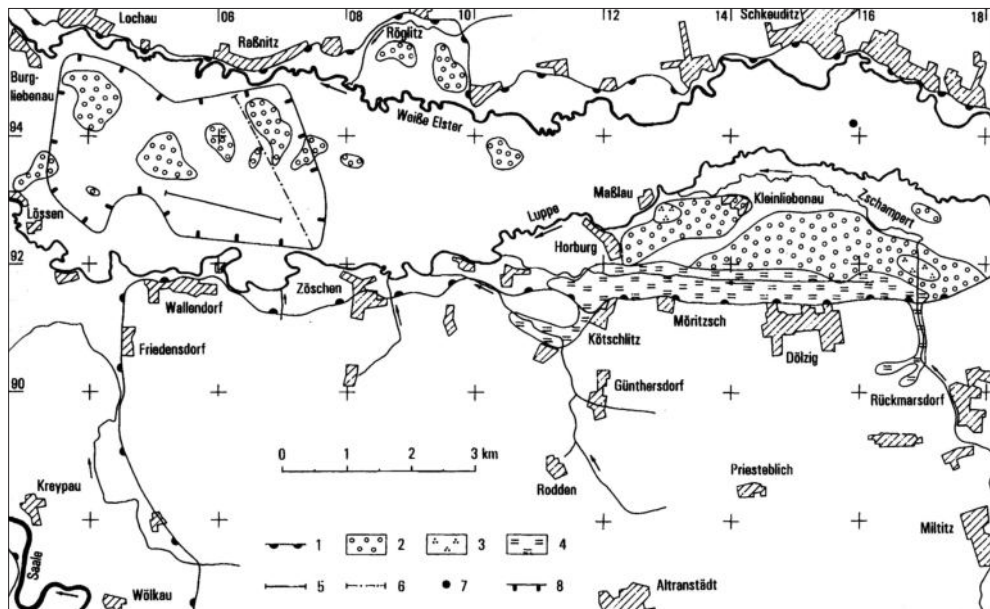 Lochau
06
08
10
12
14
Schkeuditz
16
18
Raßnitz
Röglitz
Burg-
liebenau
94
Weiße Elster
Maßlau
Kleinliebenau
Zschampert
Lössen
Luppe
Horburg
92
Zöschen
Wallendorf
Möritzsch
Kötschlitz
Friedensdorf
Dölzig
90
Günthersdorf
Rückmarsdorf
0 1 2 3 km
Rodden
Priesteblich
Kreypau
Miltitz
1
2
3
4
Saale
5
6
7
8
Wölkau
Altranstädt